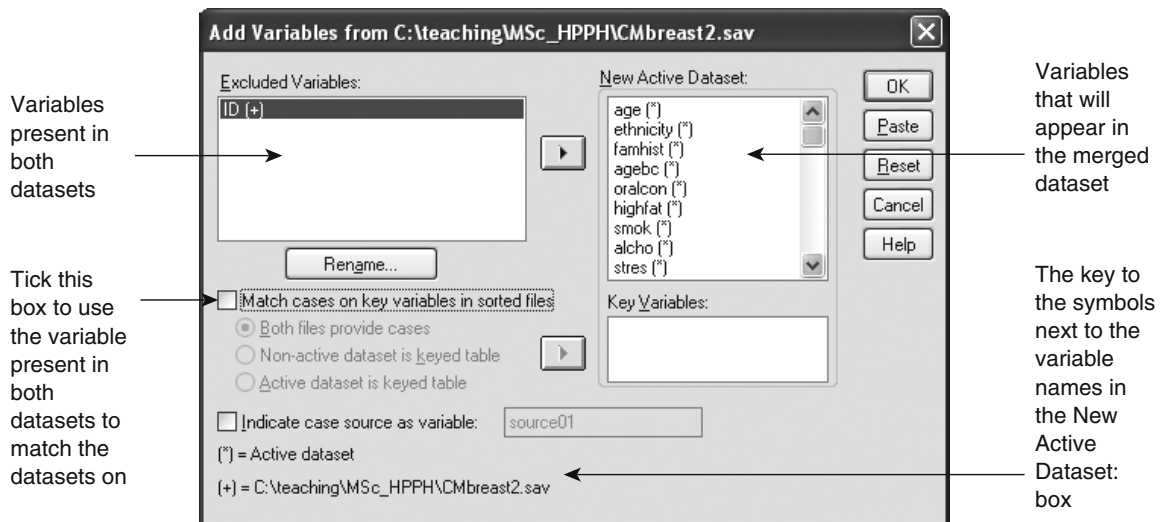 Add Variables from C:\teaching\MSc_HPPH\CMbreast2.sav
Variables
present in
both
datasets
Tick this
box to use
the variable
present in
both
datasets to
match the
datasets on
Excluded Variables:
ID (+)
Rename...
Match cases on key variables in sorted files
Both files provide cases
Non-active dataset is keyed table
Active dataset is keyed table
Indicate case source as variable:
source01
(*) = Active dataset
(+) = C:\teaching\MSc_HPPH\CMbreast2.sav
New Active Dataset:
age (*)
ethnicity (*)
famhist (*)
agebc (*)
oralcon (*)
highfat (*)
smok (*)
alcho (*)
stres (*)
Key Variables:
OK
Paste
Reset
Cancel
Help
Variables
that will
appear in
the merged
dataset
The key to
the symbols
next to the
variable
names in
the New
Active
Dataset:
box